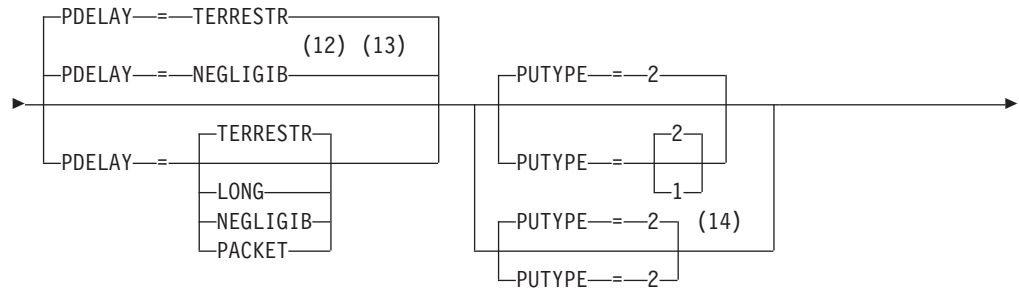 PDELAY = TERRESTR
(12) (13)
PDELAY = NEGLIGIB
PDELAY =
TERRESTR
LONG
NEGLIGIB
PACKET
PUTYPE = 2
PUTYPE =
2
1
PUTYPE = 2 (14)
PUTYPE = 2